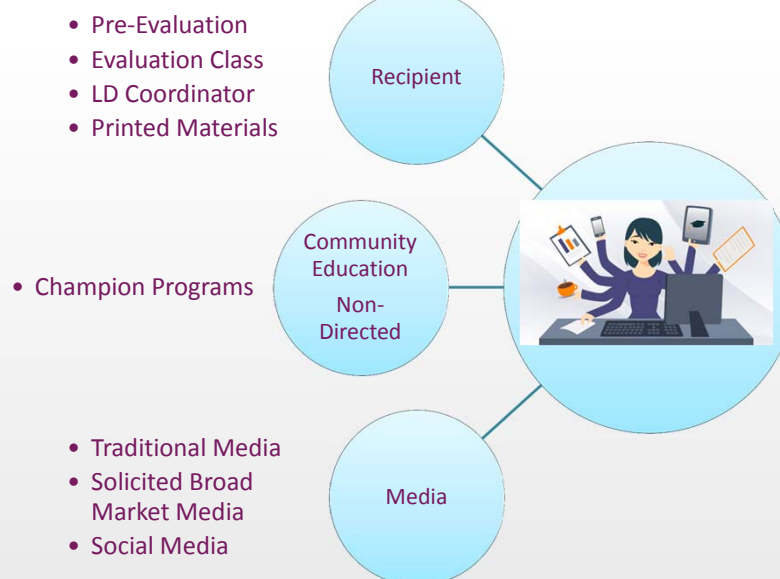 • Pre-Evaluation
• Evaluation Class
• LD Coordinator
• Printed Materials
Recipient
• Champion Programs
Community
Education
Non-
Directed
• Traditional Media
• Solicited Broad
Market Media
• Social Media
Media